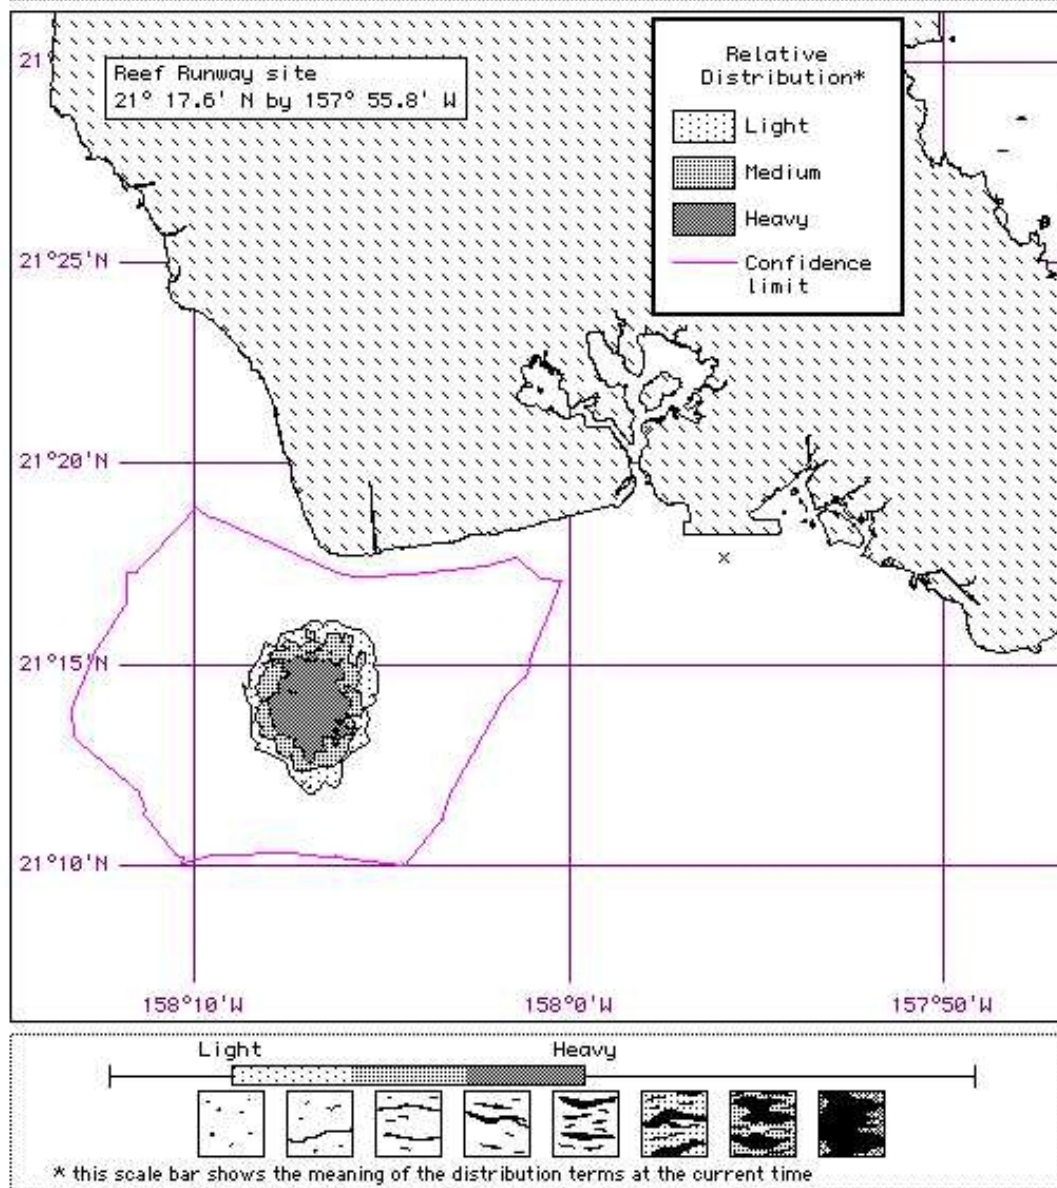 Reef Runway site
21° 17.6' N by 157° 55.8' W
Relative
Distribution*
Light
Medium
Heavy
Confidence
limit
21°
21°25'N
21°20'N
21°15'N
21°10'N
158°10'W
158°0'W
157°50'W
Light
Heavy
* this scale bar shows the meaning of the distribution terms at the current time